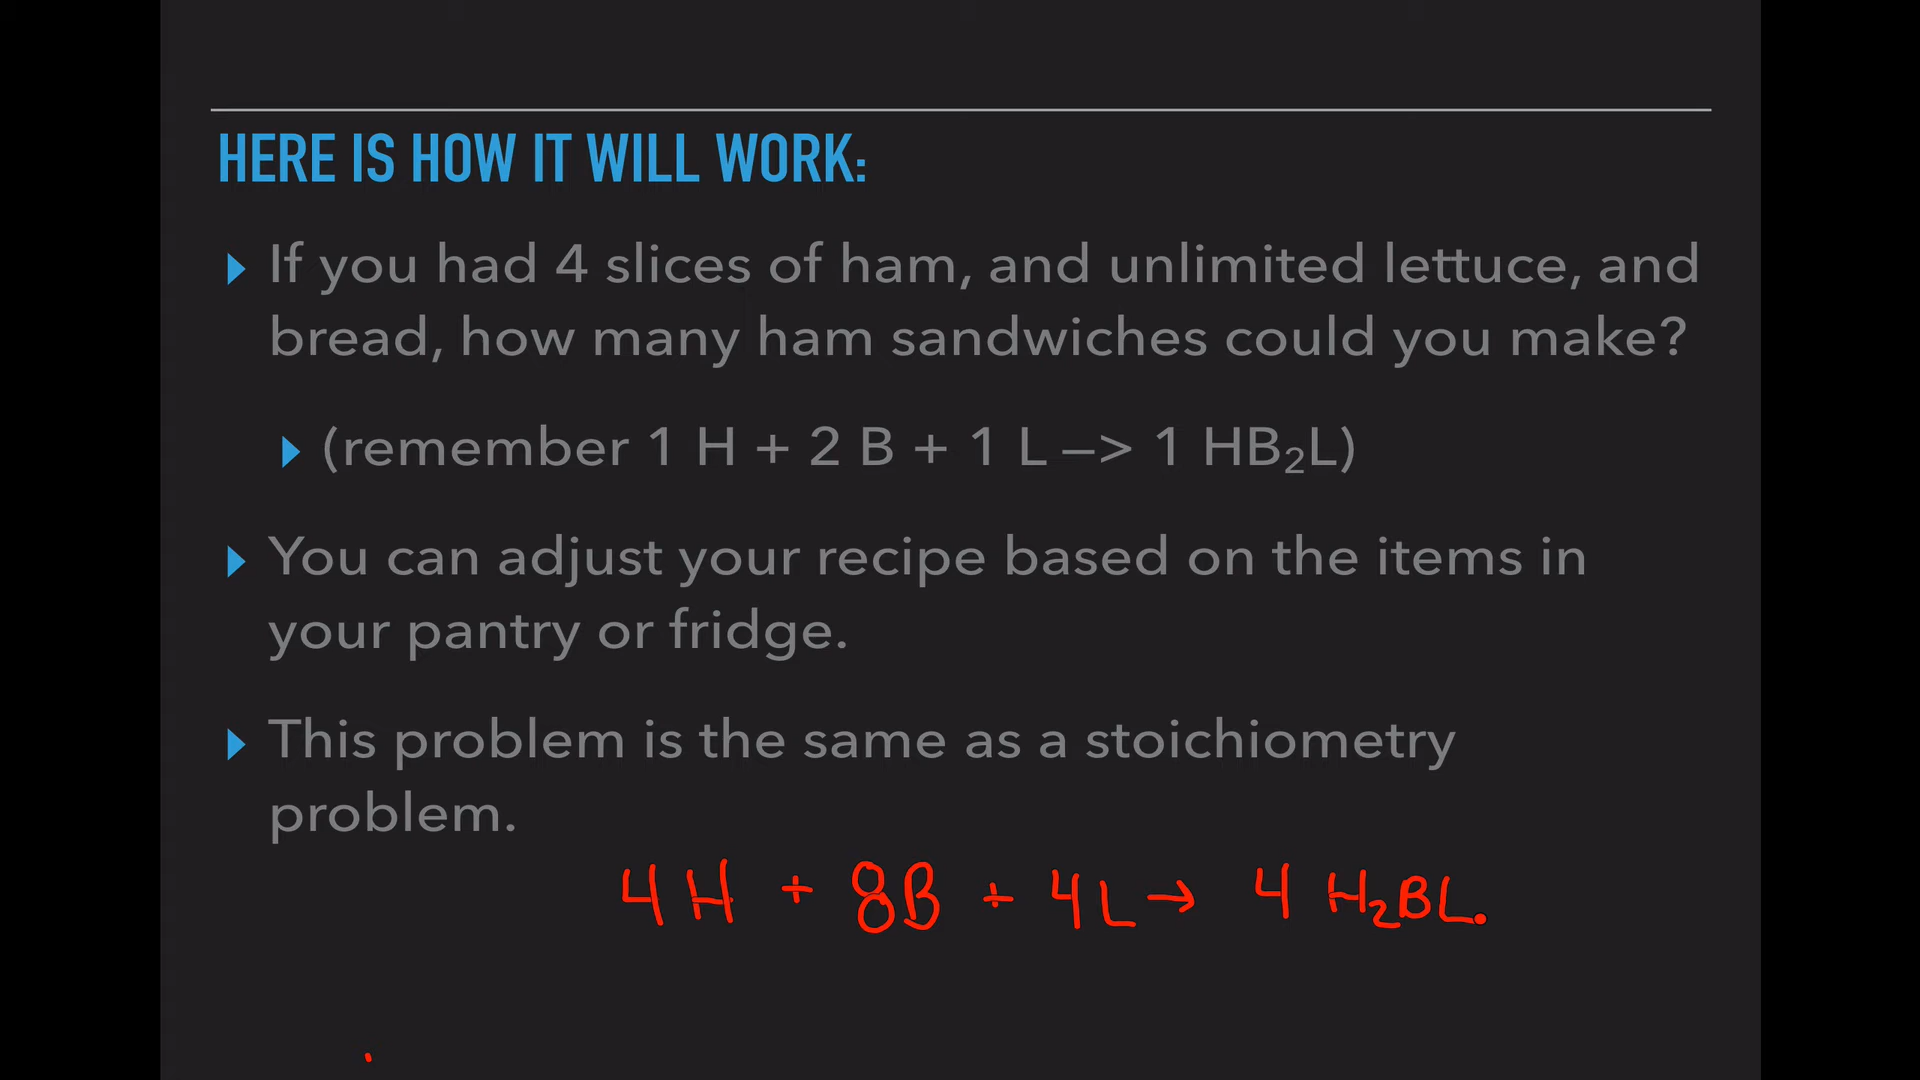 HERE IS HOW IT WILL WORK:
If you had 4 slices of ham, and unlimited lettuce, and
bread, how many ham sandwiches could you make?
(remember 1 H + 2 B + 1 L —> 1 HB₂L)
You can adjust your recipe based on the items in
your pantry or fridge.
This problem is the same as a stoichiometry
problem.
4 H + 8B + 4L → 4 H₂BL